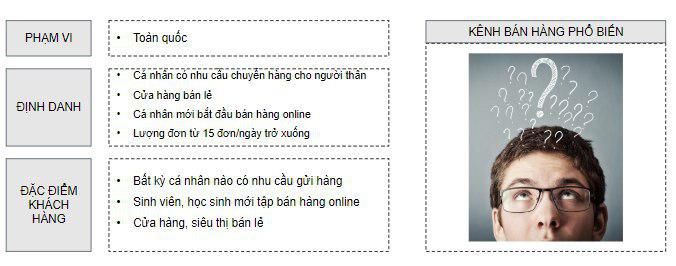 PHẠM VI
Toàn quốc
ĐỊNH DANH
Cá nhân có nhu cầu chuyển hàng cho người thân
Cửa hàng bán lẻ
Cá nhân mới bắt đầu bán hàng online
Lượng đơn từ 15 đơn/ngày trở xuống
ĐẶC ĐIỂM
KHÁCH
HÀNG
Bất kỳ cá nhân nào có nhu cầu gửi hàng
Sinh viên, học sinh mới tập bán hàng online
Cửa hàng, siêu thị bán lẻ
KÊNH BÁN HÀNG PHỔ BIẾN